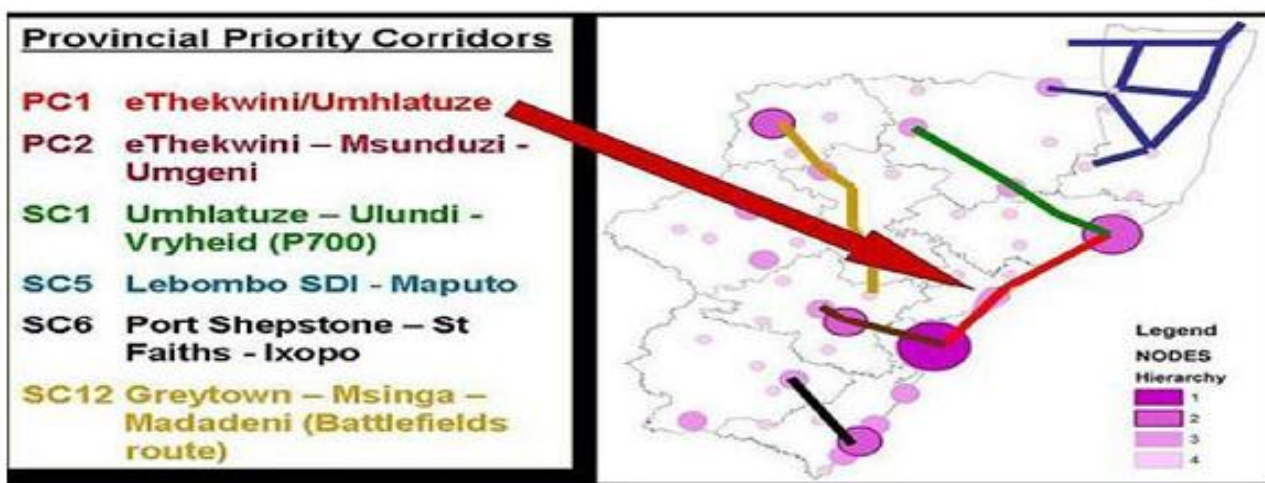 Provincial Priority Corridors
PC1 eThekwini/Umhlatuze
PC2 eThekwini – Msunduzi -
Umgeni
SC1 Umhlatuze – Ulundi -
Vryheid (P700)
SC5 Lebombo SDI - Maputo
SC6 Port Shepstone – St
Faiths - Ixopo
SC12 Greytown – Msinga –
Madadeni (Battlefields
route)
Legend
NODES
Hierarchy
1
2
3
4